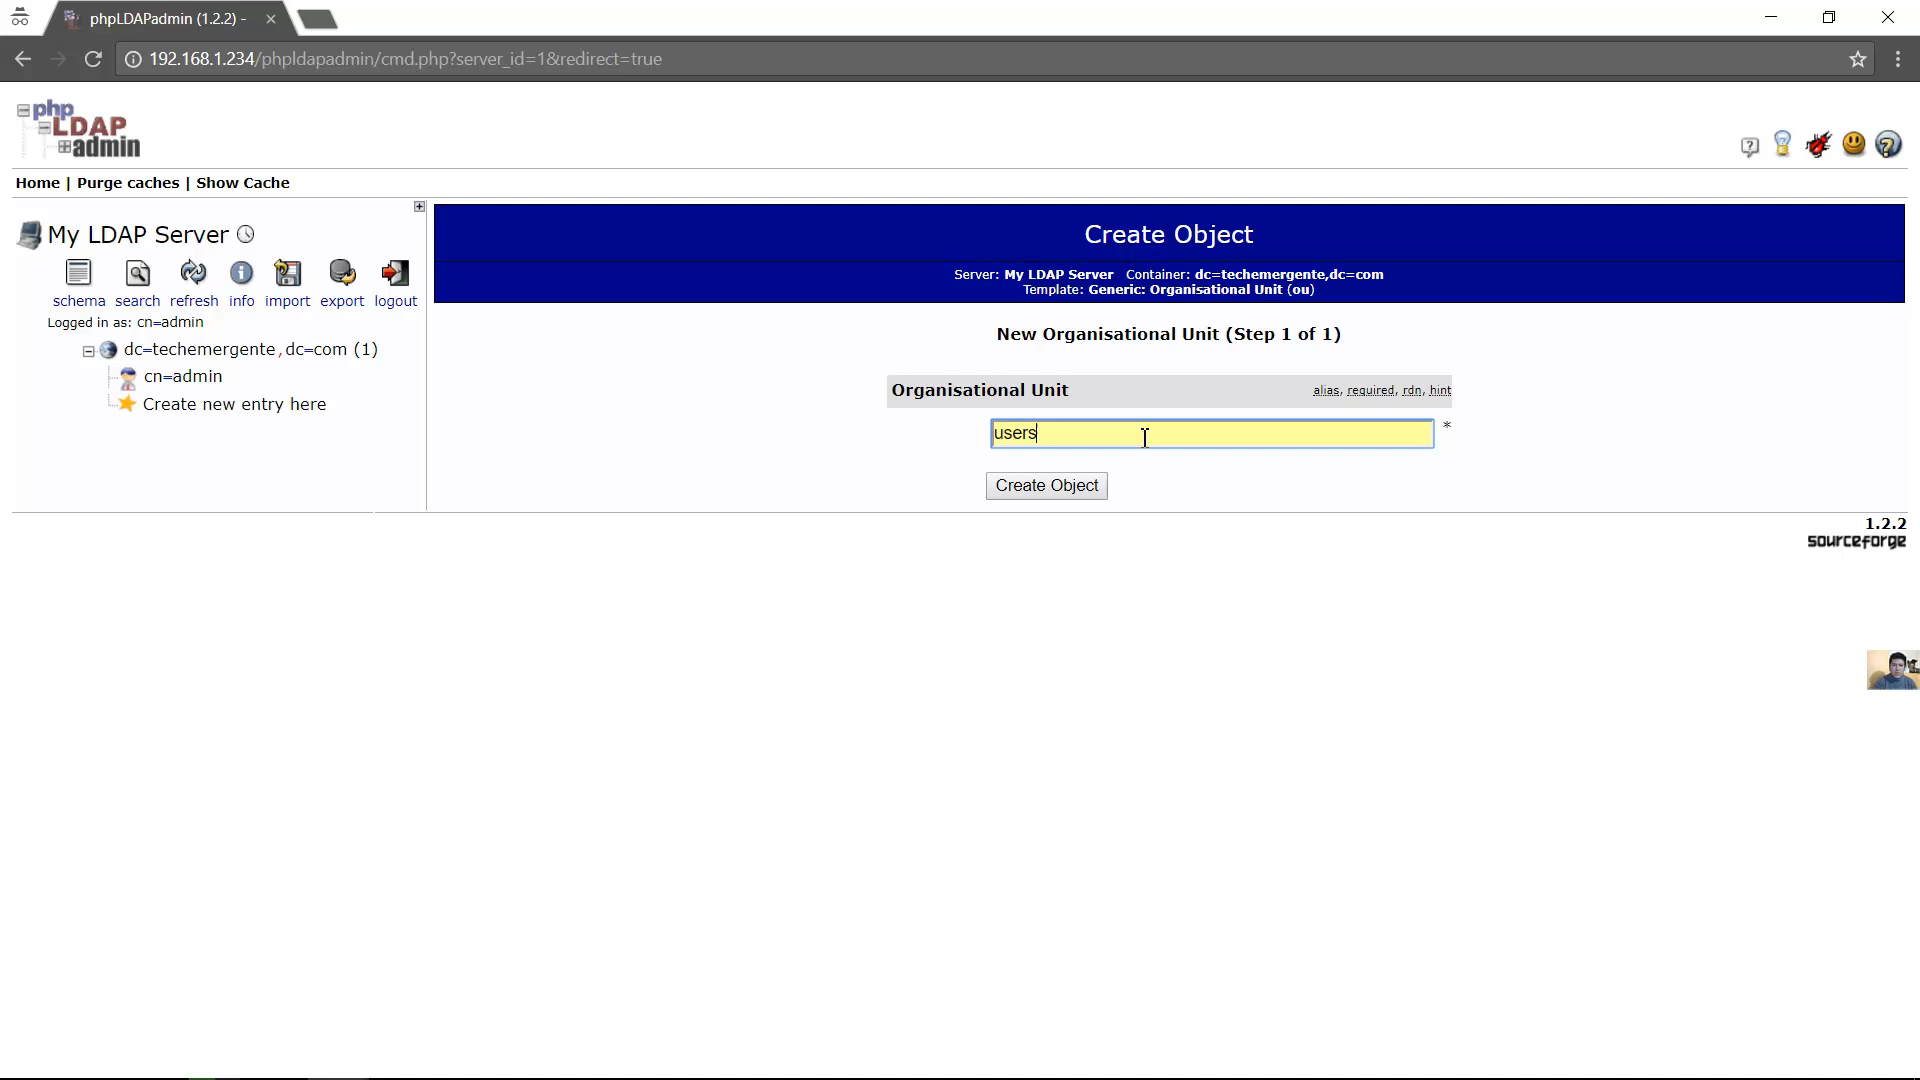 phpLDAPadmin (1.2.2) -
192.168.1.234/phpldapadmin/cmd.php?server_id=1&redirect=true
php
LDAP
admin
Home | Purge caches | Show Cache
My LDAP Server
schema search refresh info import export logout
Logged in as: cn=admin
dc=techemergente,dc=com (1)
cn=admin
Create new entry here
Create Object
Server: My LDAP Server Container: dc=techemergente,dc=com
Template: Generic: Organisational Unit (ou)
New Organisational Unit (Step 1 of 1)
Organisational Unit alias, required, rdn, hint
users *
Create Object
1.2.2
sourceforge